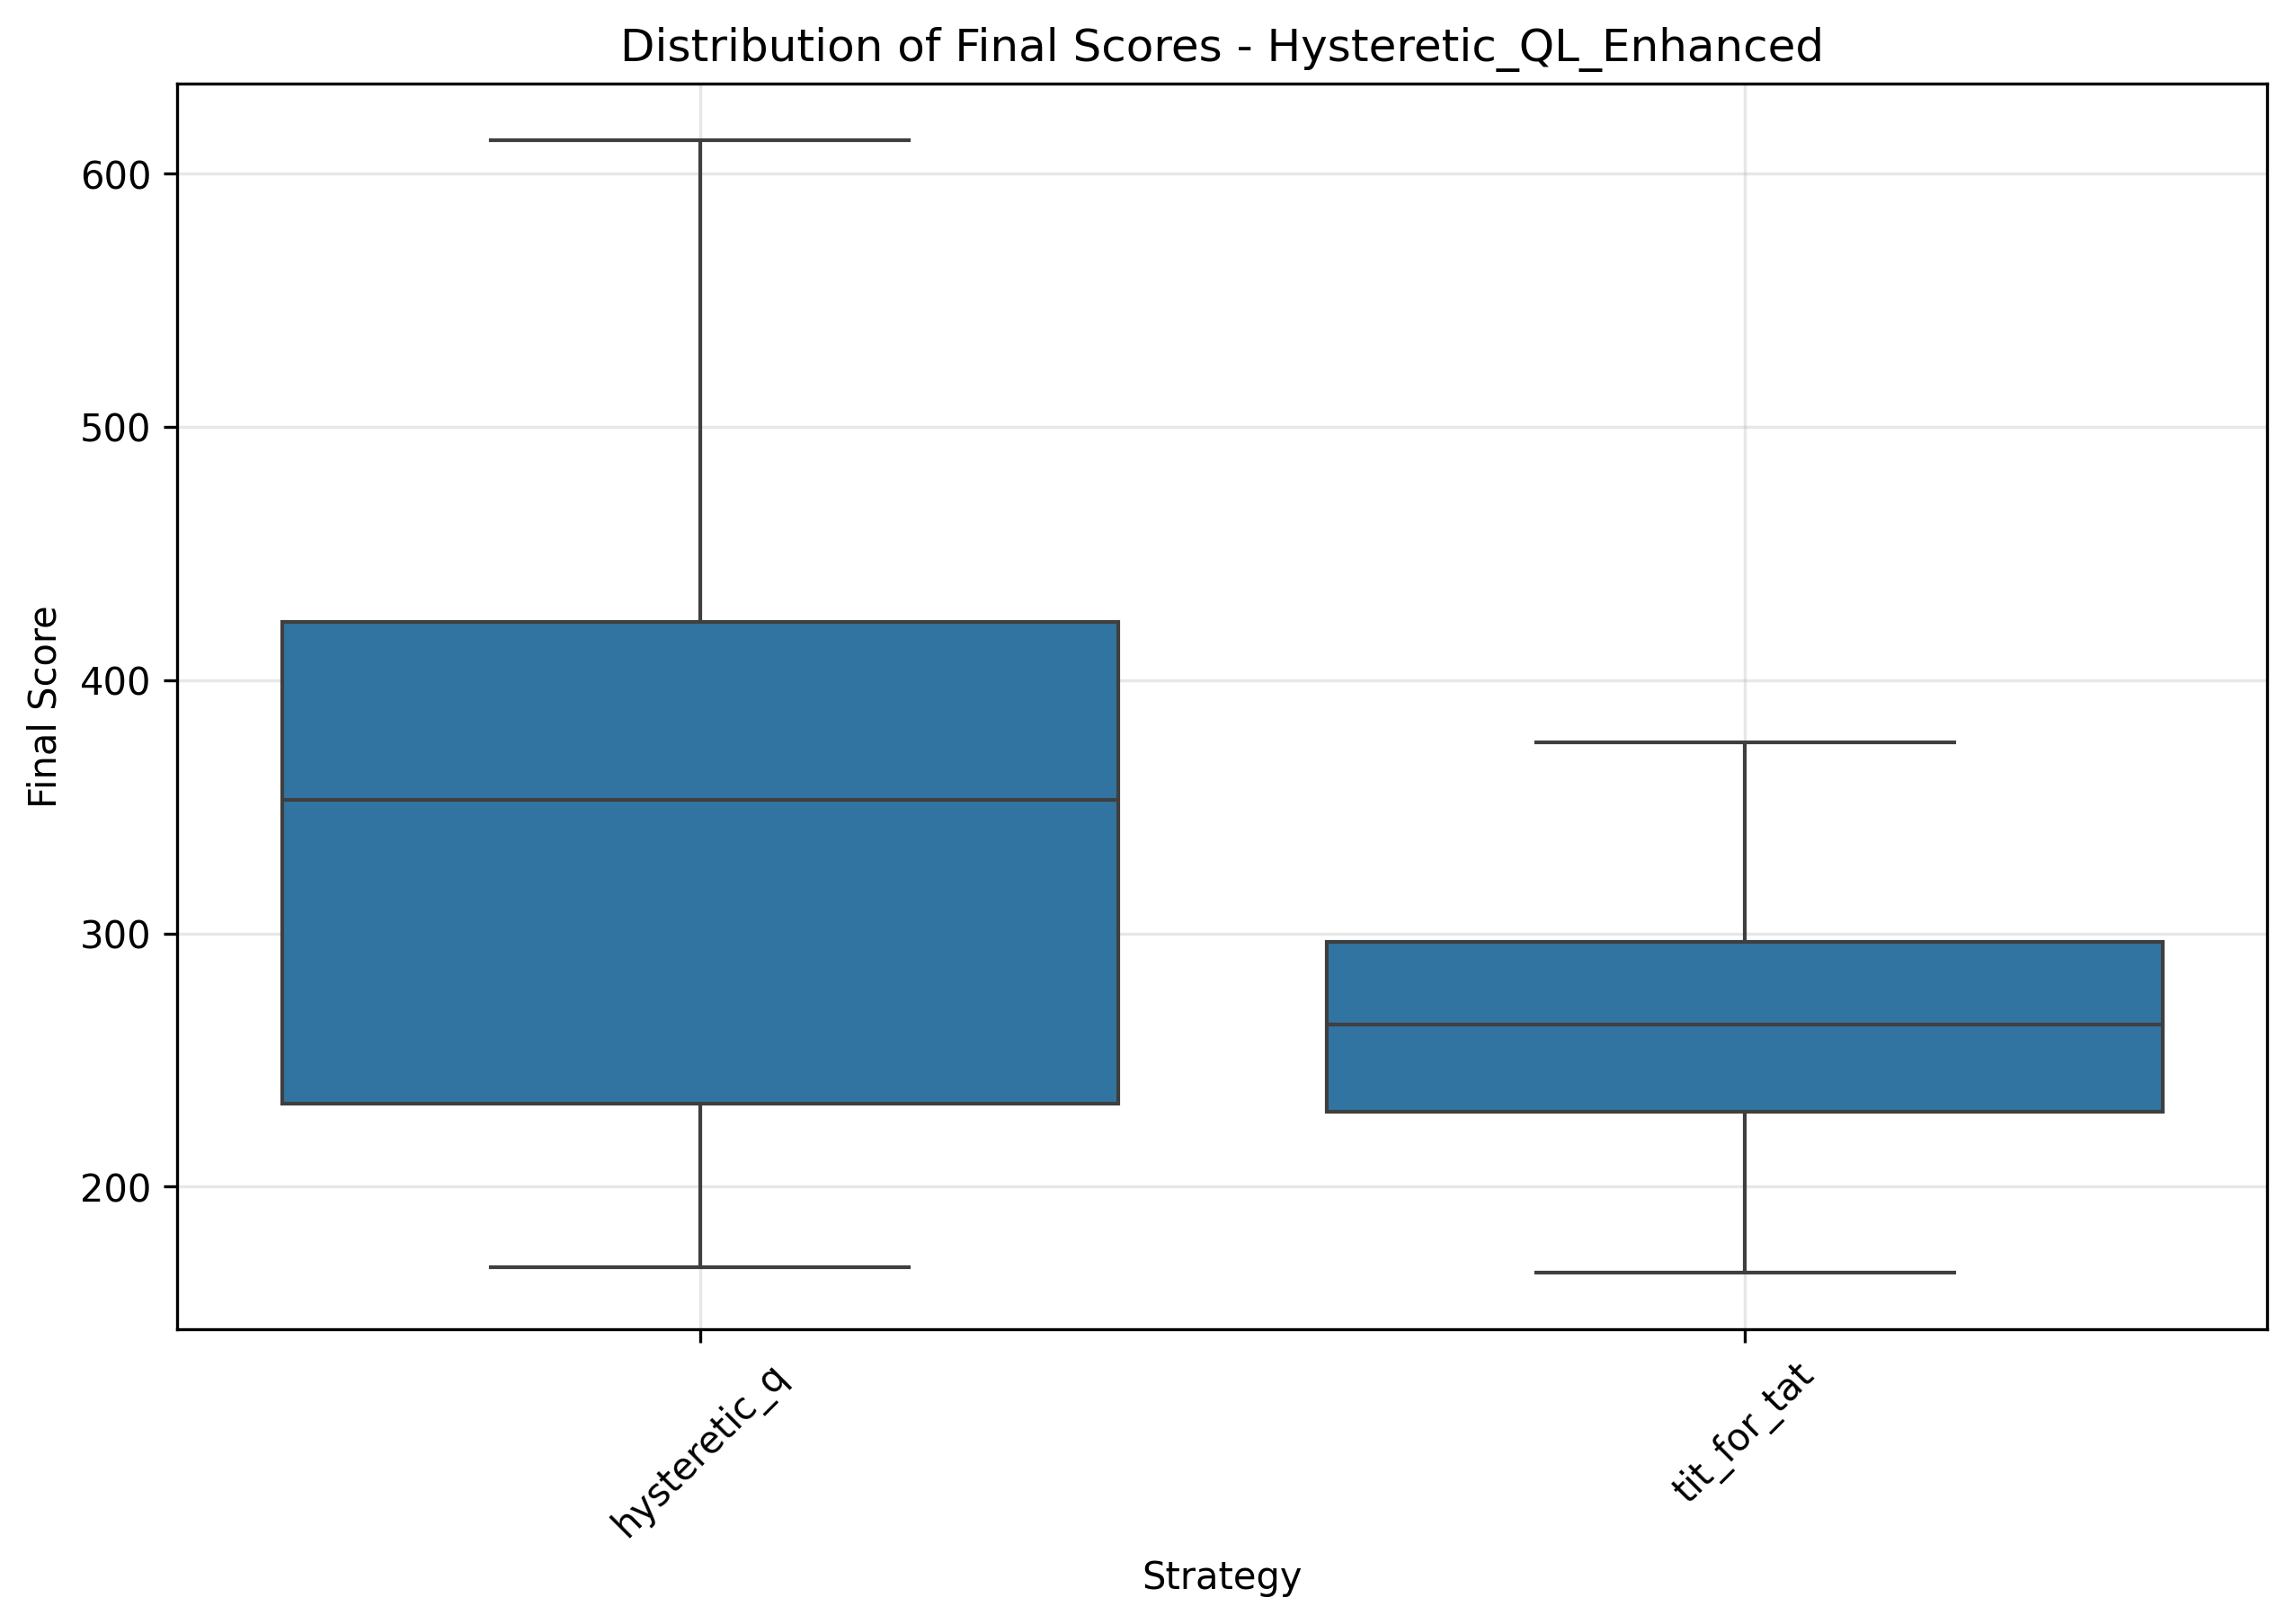 Distribution of Final Scores - Hysteretic_QL_Enhanced
Final Score
600
500
400
300
200
hysteretic_q
tit_for_tat
Strategy